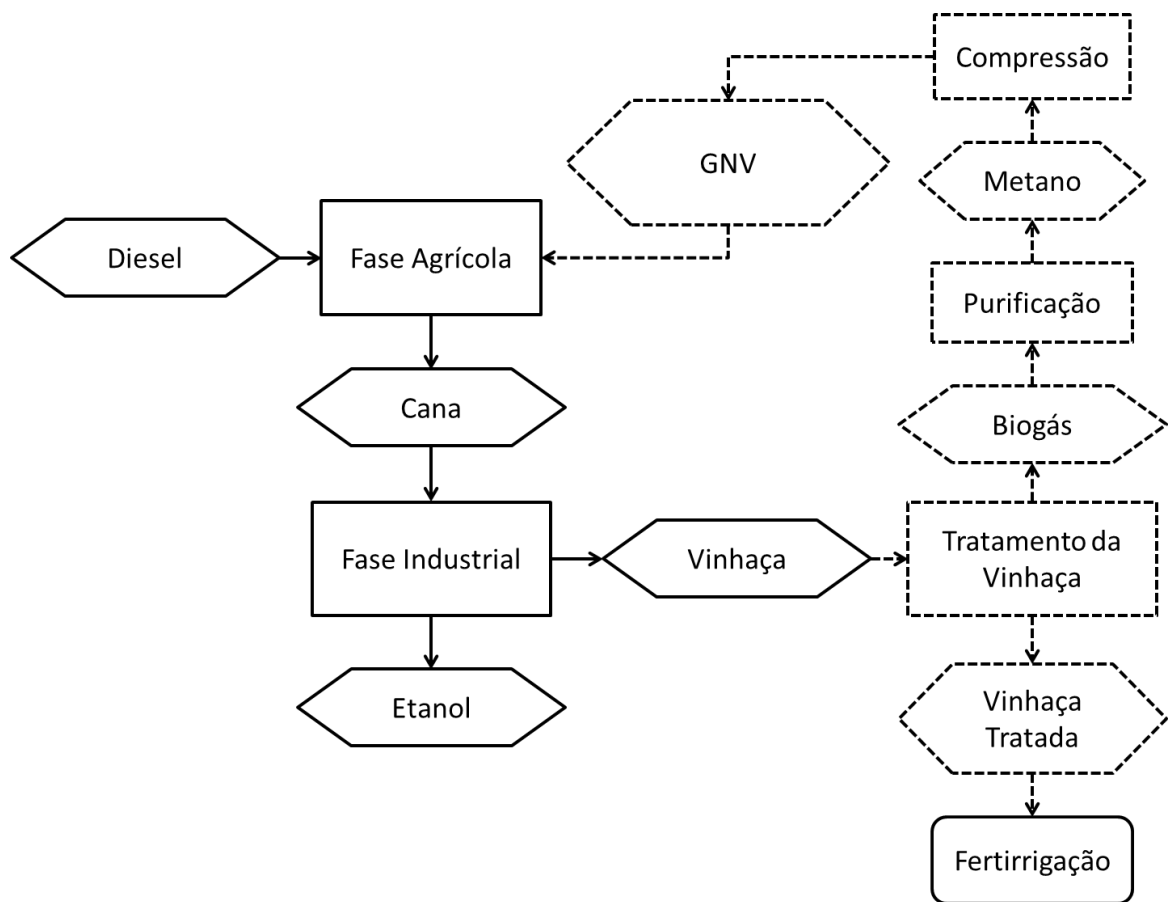 Compressão
GNV
Metano
Diesel
Fase Agrícola
Purificação
Cana
Biogás
Fase Industrial
Vinhaça
Tratamento da
Vinhaça
Etanol
Vinhaça
Tratada
Fertirrigação